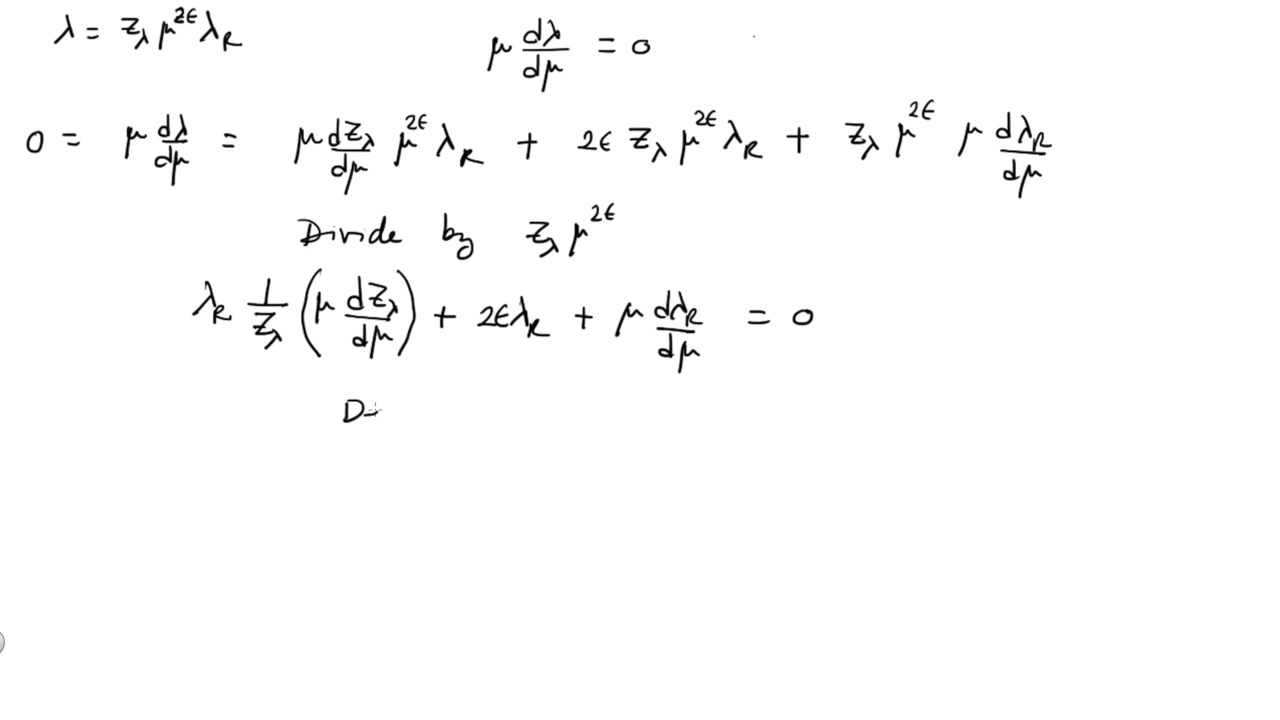 λ = Z_λ μ^{2ϵ} λ_R    μ dλ/dμ = 0
0 = μ dλ/dμ = μ dZ_λ/dμ μ^{2ϵ} λ_R + 2ϵ Z_λ μ^{2ϵ} λ_R + Z_λ μ^{2ϵ} μ dλ_R/dμ
Divide by Z_λ μ^{2ϵ}
λ_R 1/Z_λ (μ dZ_λ/dμ) + 2ϵλ_R + μ dλ_R/dμ = 0
D